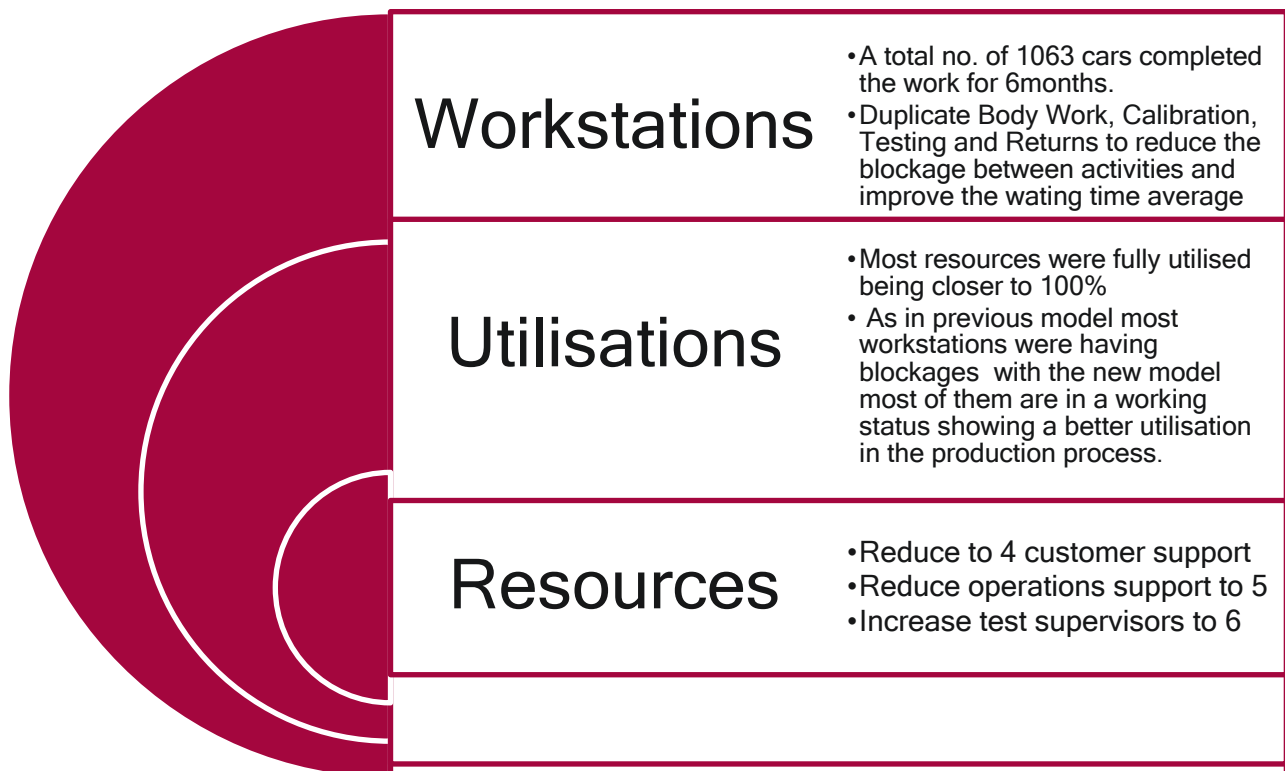 Workstations
•A total no. of 1063 cars completed
the work for 6months.
•Duplicate Body Work, Calibration,
Testing and Returns to reduce the
blockage between activities and
improve the wating time average
Utilisations
•Most resources were fully utilised
being closer to 100%
• As in previous model most
workstations were having
blockages with the new model
most of them are in a working
status showing a better utilisation
in the production process.
Resources
•Reduce to 4 customer support
•Reduce operations support to 5
•Increase test supervisors to 6